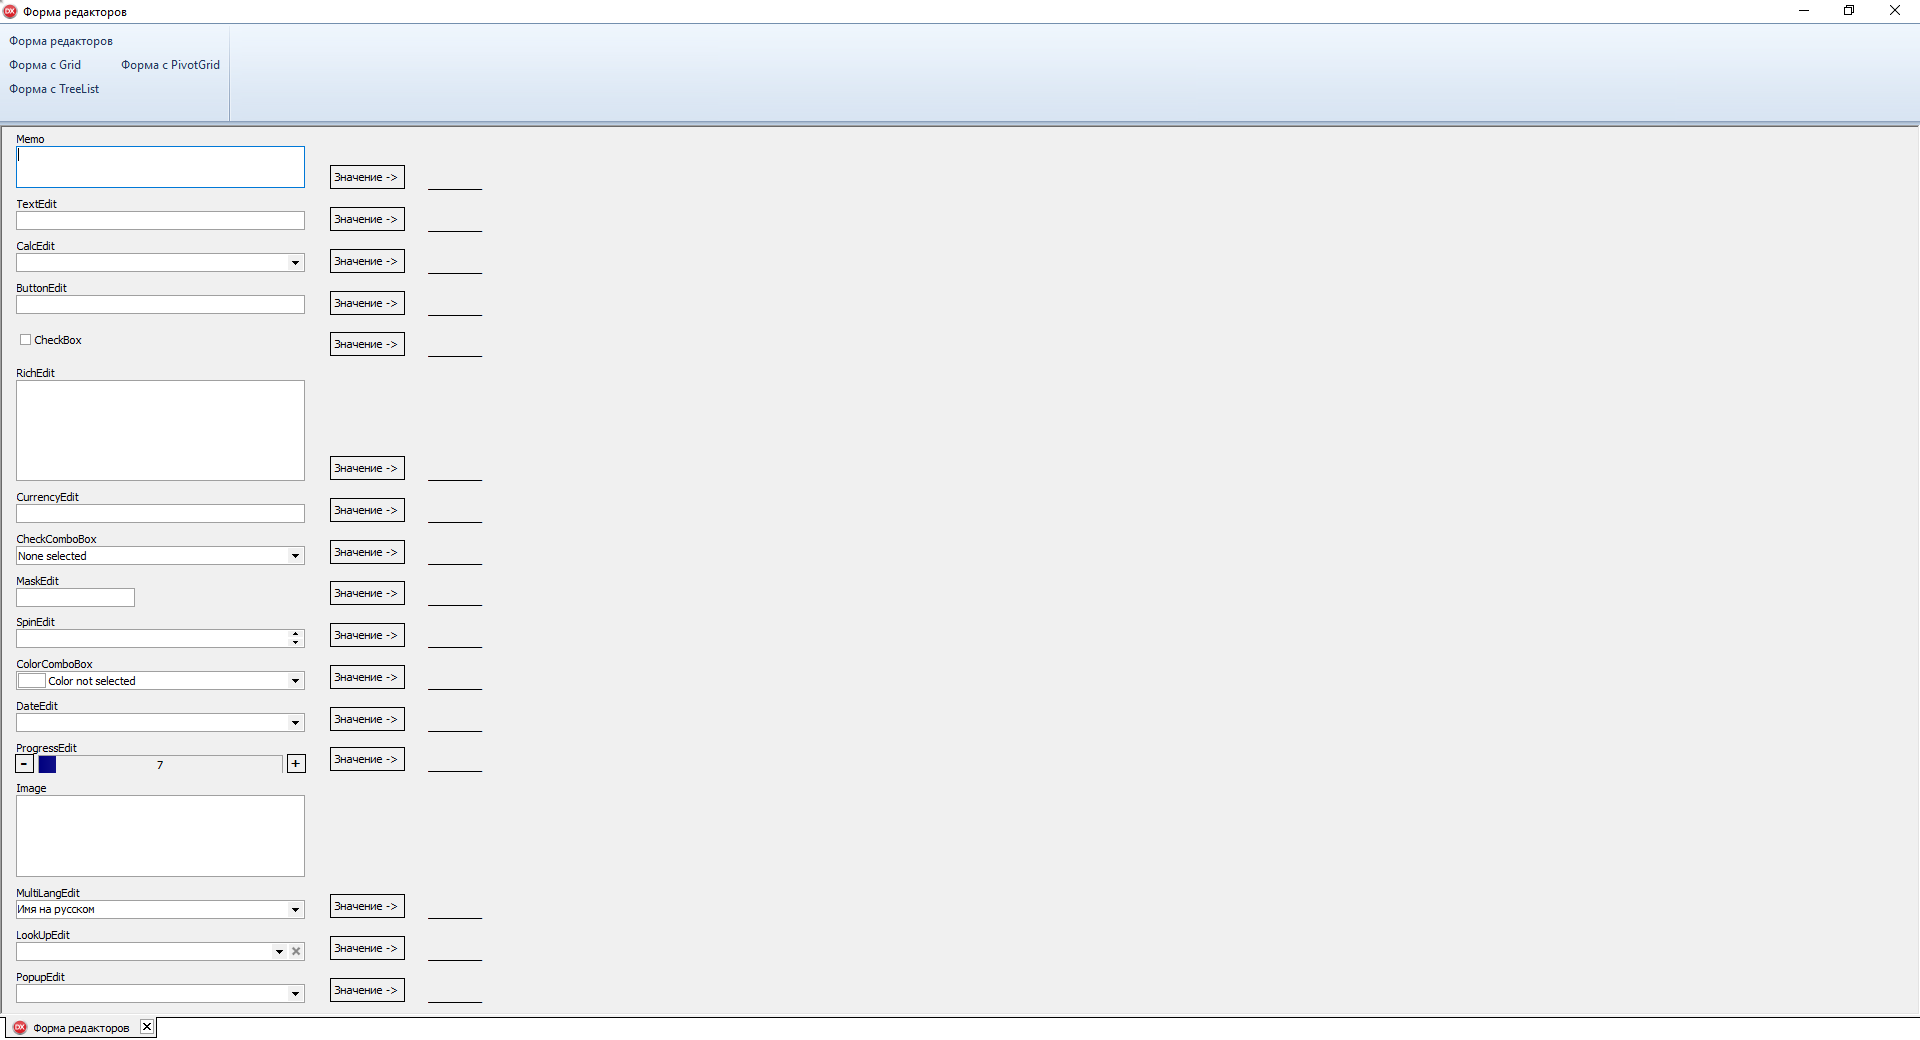 Форма редакторов
Форма редакторов
Форма с Grid Форма с PivotGrid
Форма с TreeList
Memo
Значение ->
TextEdit
Значение ->
CalcEdit
Значение ->
ButtonEdit
Значение ->
CheckBox Значение ->
RichEdit
Значение ->
CurrencyEdit
Значение ->
CheckComboBox
None selected Значение ->
MaskEdit
Значение ->
SpinEdit
Значение ->
ColorComboBox
Color not selected Значение ->
DateEdit
Значение ->
ProgressEdit
- 7 + Значение ->
Image
MultiLangEdit
Имя на русском Значение ->
LookUpEdit
Значение ->
PopupEdit
Значение ->
DX Форма редакторов